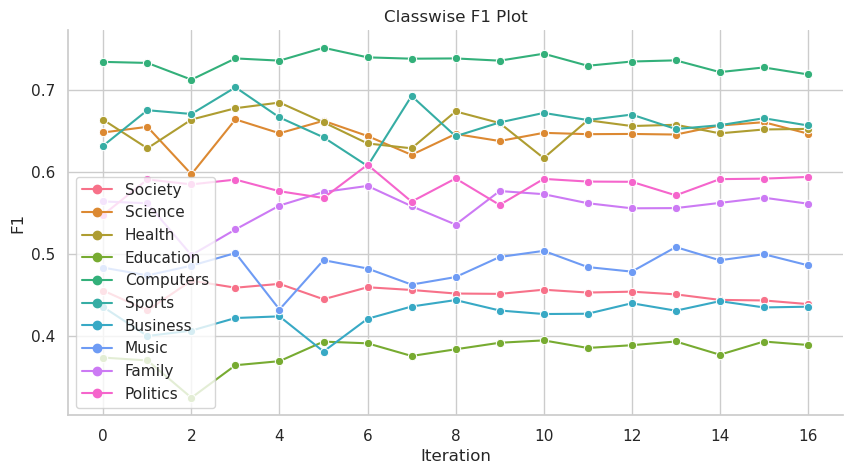 Classwise F1 Plot
F1
0.7
0.6
0.5
0.4
Society
Science
Health
Education
Computers
Sports
Business
Music
Family
Politics
0 2 4 6 8 10 12 14 16
Iteration